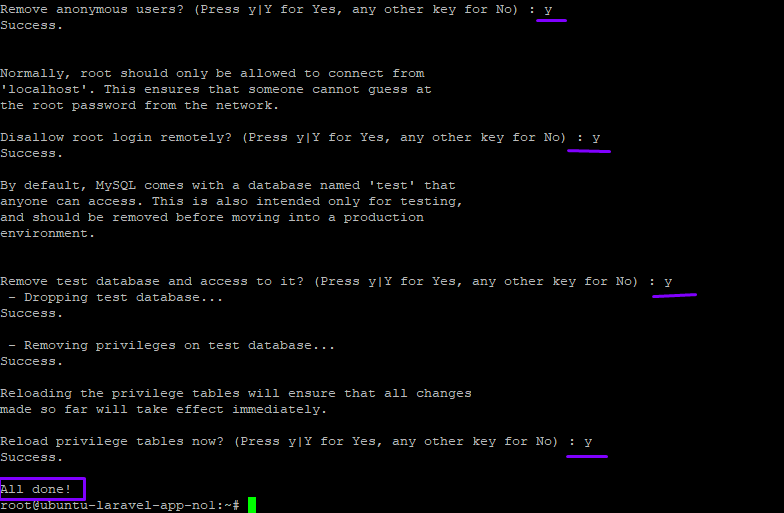 Remove anonymous users? (Press y|Y for Yes, any other key for No) : y
Success.
Normally, root should only be allowed to connect from
'localhost'. This ensures that someone cannot guess at
the root password from the network.
Disallow root login remotely? (Press y|Y for Yes, any other key for No) : y
Success.
By default, MySQL comes with a database named 'test' that
anyone can access. This is also intended only for testing,
and should be removed before moving into a production
environment.
Remove test database and access to it? (Press y|Y for Yes, any other key for No) : y
 - Dropping test database...
Success.
 - Removing privileges on test database...
Success.
Reloading the privilege tables will ensure that all changes
made so far will take effect immediately.
Reload privilege tables now? (Press y|Y for Yes, any other key for No) : y
Success.
All done!
root@ubuntu-laravel-app-no1:~#